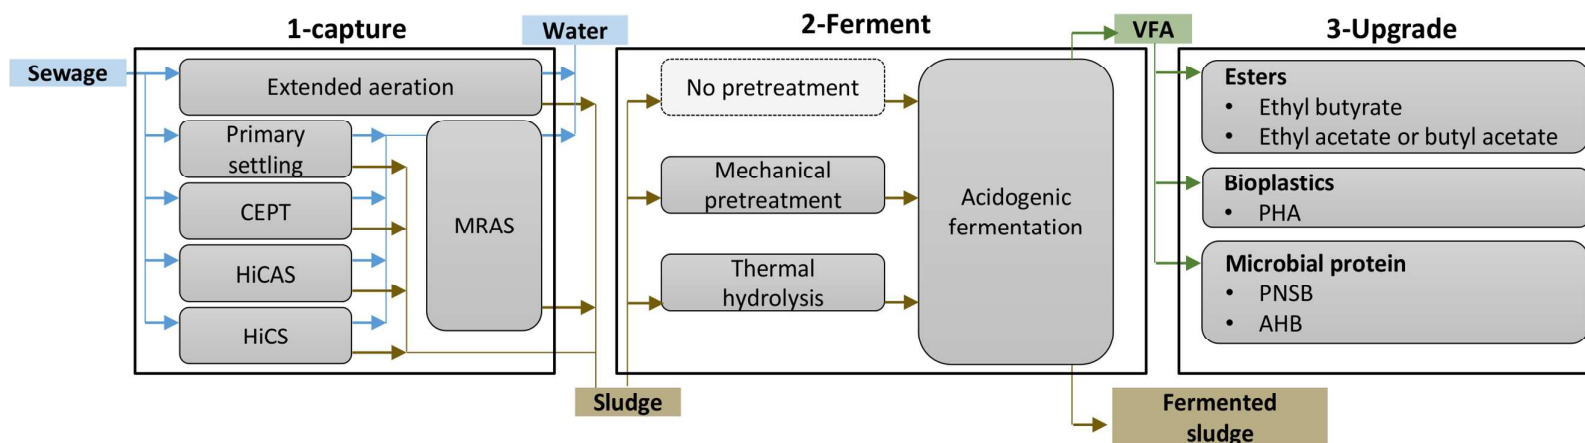 1-capture
Water
2-Ferment
VFA
3-Upgrade
Sewage
Extended aeration
Primary
settling
CEPT
HiCAS
HiCS
MRAS
Sludge
No pretreatment
Mechanical
pretreatment
Thermal
hydrolysis
Acidogenic
fermentation
Fermented
sludge
Esters
• Ethyl butyrate
• Ethyl acetate or butyl acetate
Bioplastics
• PHA
Microbial protein
• PNSB
• AHB